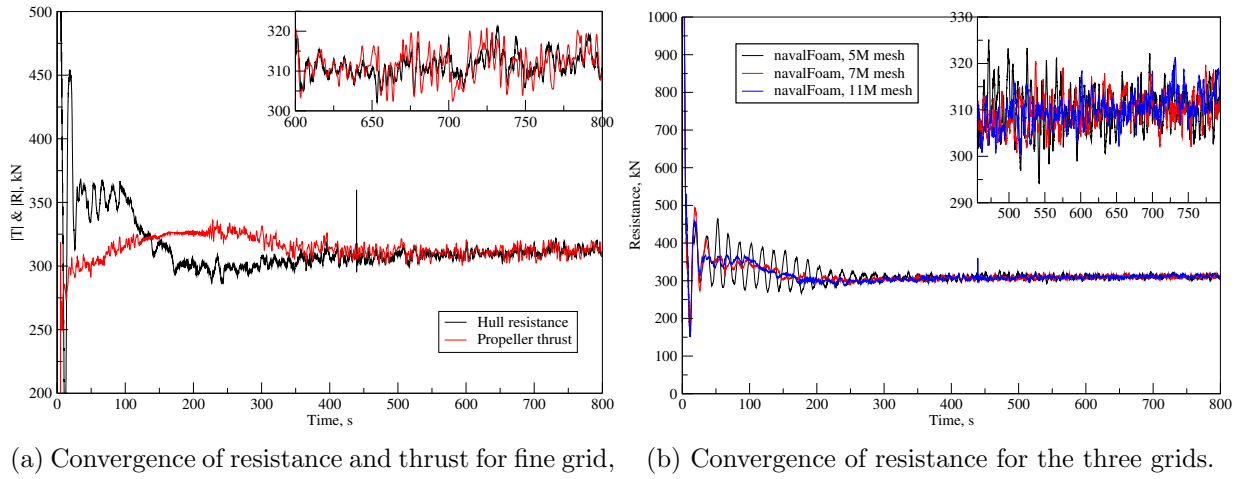 500
450
400
350
300
250
200
|T| & |R|, kN
0 100 200 300 400 500 600 700 800
Time, s
320
310
300
600 650 700 750 800
Hull resistance
Propeller thrust
(a) Convergence of resistance and thrust for fine grid,
1000
900
800
700
600
500
400
300
200
100
0
Resistance, kN
0 100 200 300 400 500 600 700 800
Time, s
navalFoam, 5M mesh
navalFoam, 7M mesh
navalFoam, 11M mesh
330
320
310
300
290
500 550 600 650 700 750
(b) Convergence of resistance for the three grids.